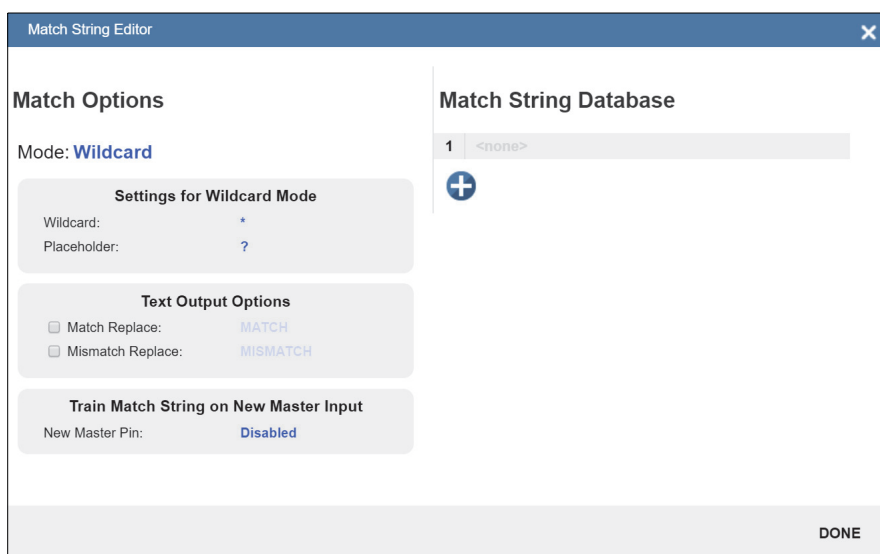 Match String Editor
Match Options
Mode: Wildcard
Settings for Wildcard Mode
Wildcard: *
Placeholder: ?
Text Output Options
Match Replace: MATCH
Mismatch Replace: MISMATCH
Train Match String on New Master Input
New Master Pin: Disabled
Match String Database
1 <none>
DONE